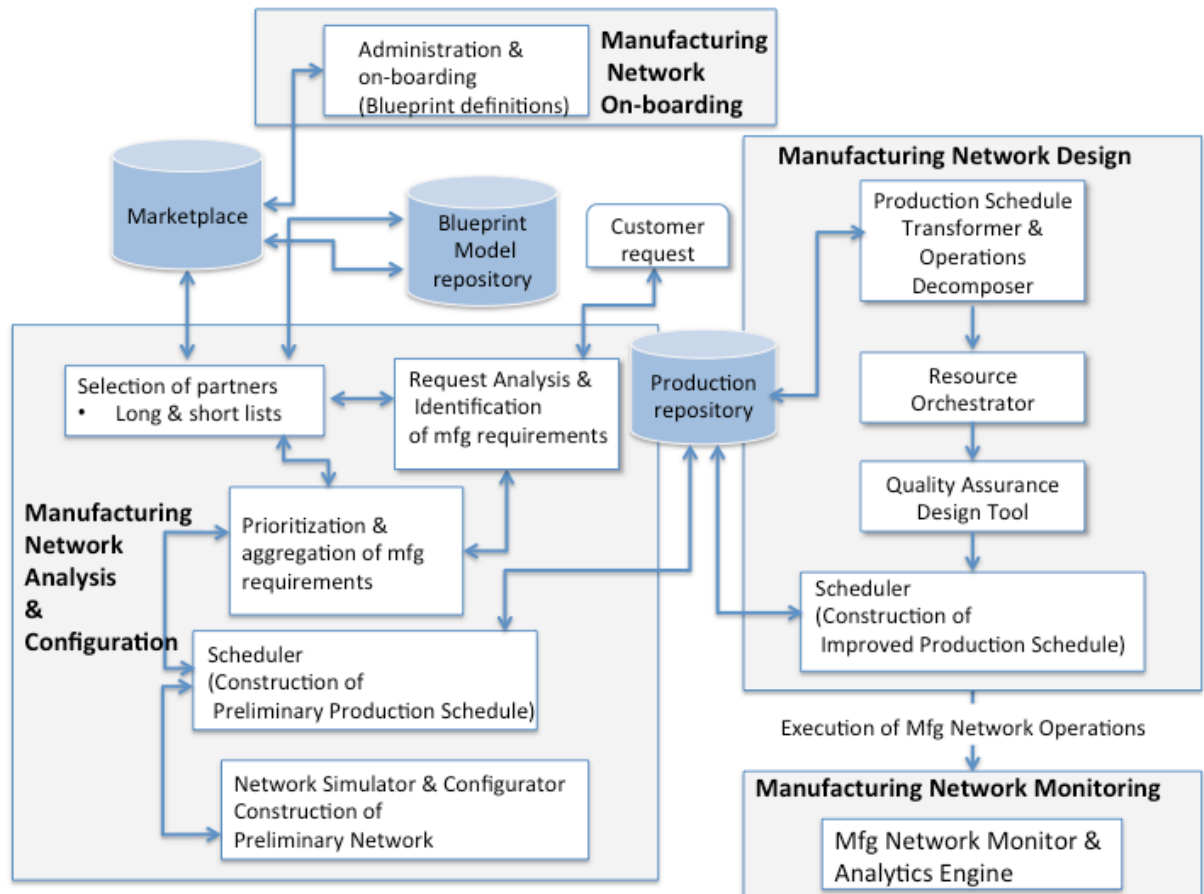 Administration &
on-boarding
(Blueprint definitions)
Manufacturing
Network
On-boarding
Marketplace
Blueprint
Model
repository
Customer
request
Manufacturing Network Design
Production Schedule
Transformer &
Operations
Decomposer
Resource
Orchestrator
Quality Assurance
Design Tool
Scheduler
(Construction of
Improved Production Schedule)
Production
repository
Selection of partners
• Long & short lists
Request Analysis &
Identification
of mfg requirements
Manufacturing
Network
Analysis
&
Configuration
Prioritization &
aggregation of mfg
requirements
Scheduler
(Construction of
Preliminary Production Schedule)
Network Simulator & Configurator
Construction of
Preliminary Network
Execution of Mfg Network Operations
Manufacturing Network Monitoring
Mfg Network Monitor &
Analytics Engine